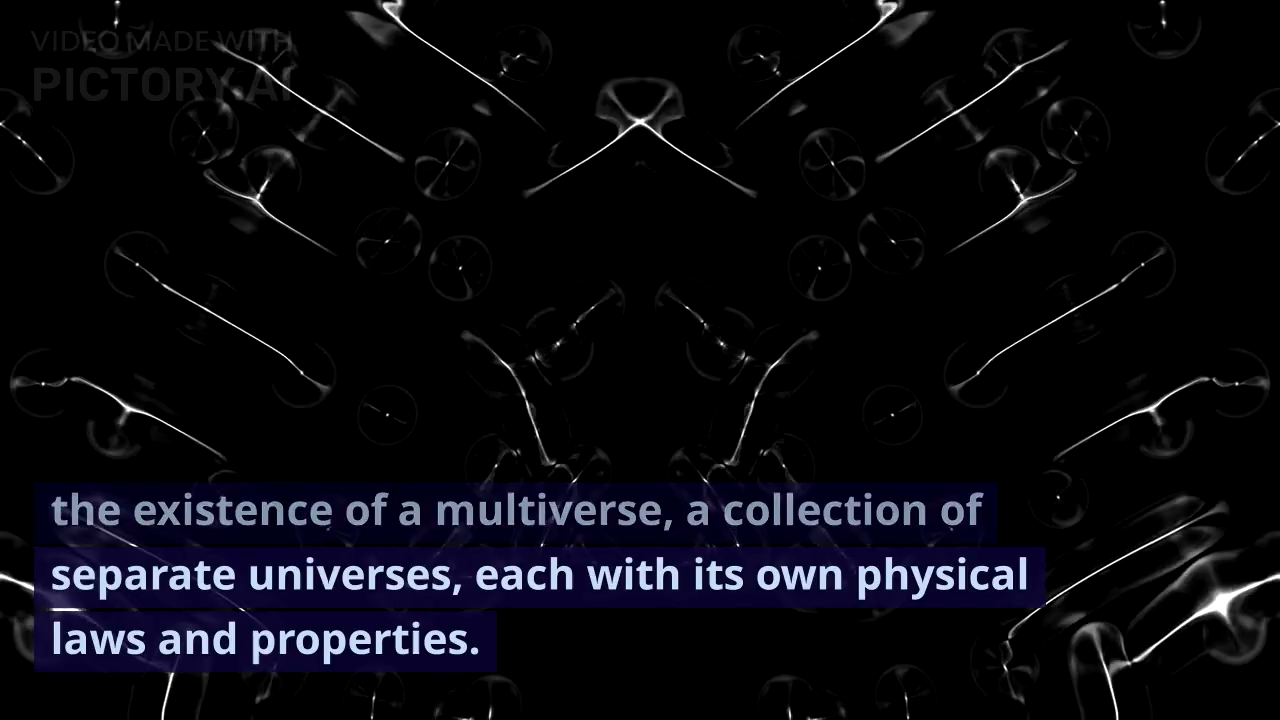 VIDEO MADE WITH
PICTORY.AI
the existence of a multiverse, a collection of
separate universes, each with its own physical
laws and properties.